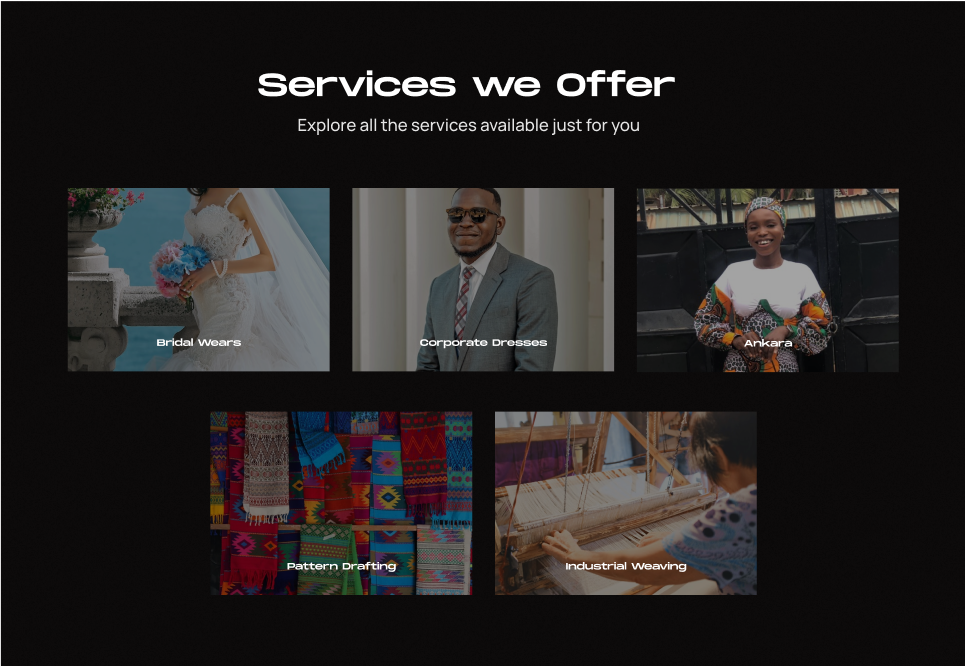 Services we Offer
Explore all the services available just for you
Bridal Wears
Corporate Dresses
Ankara
Pattern Drafting
Industrial Weaving